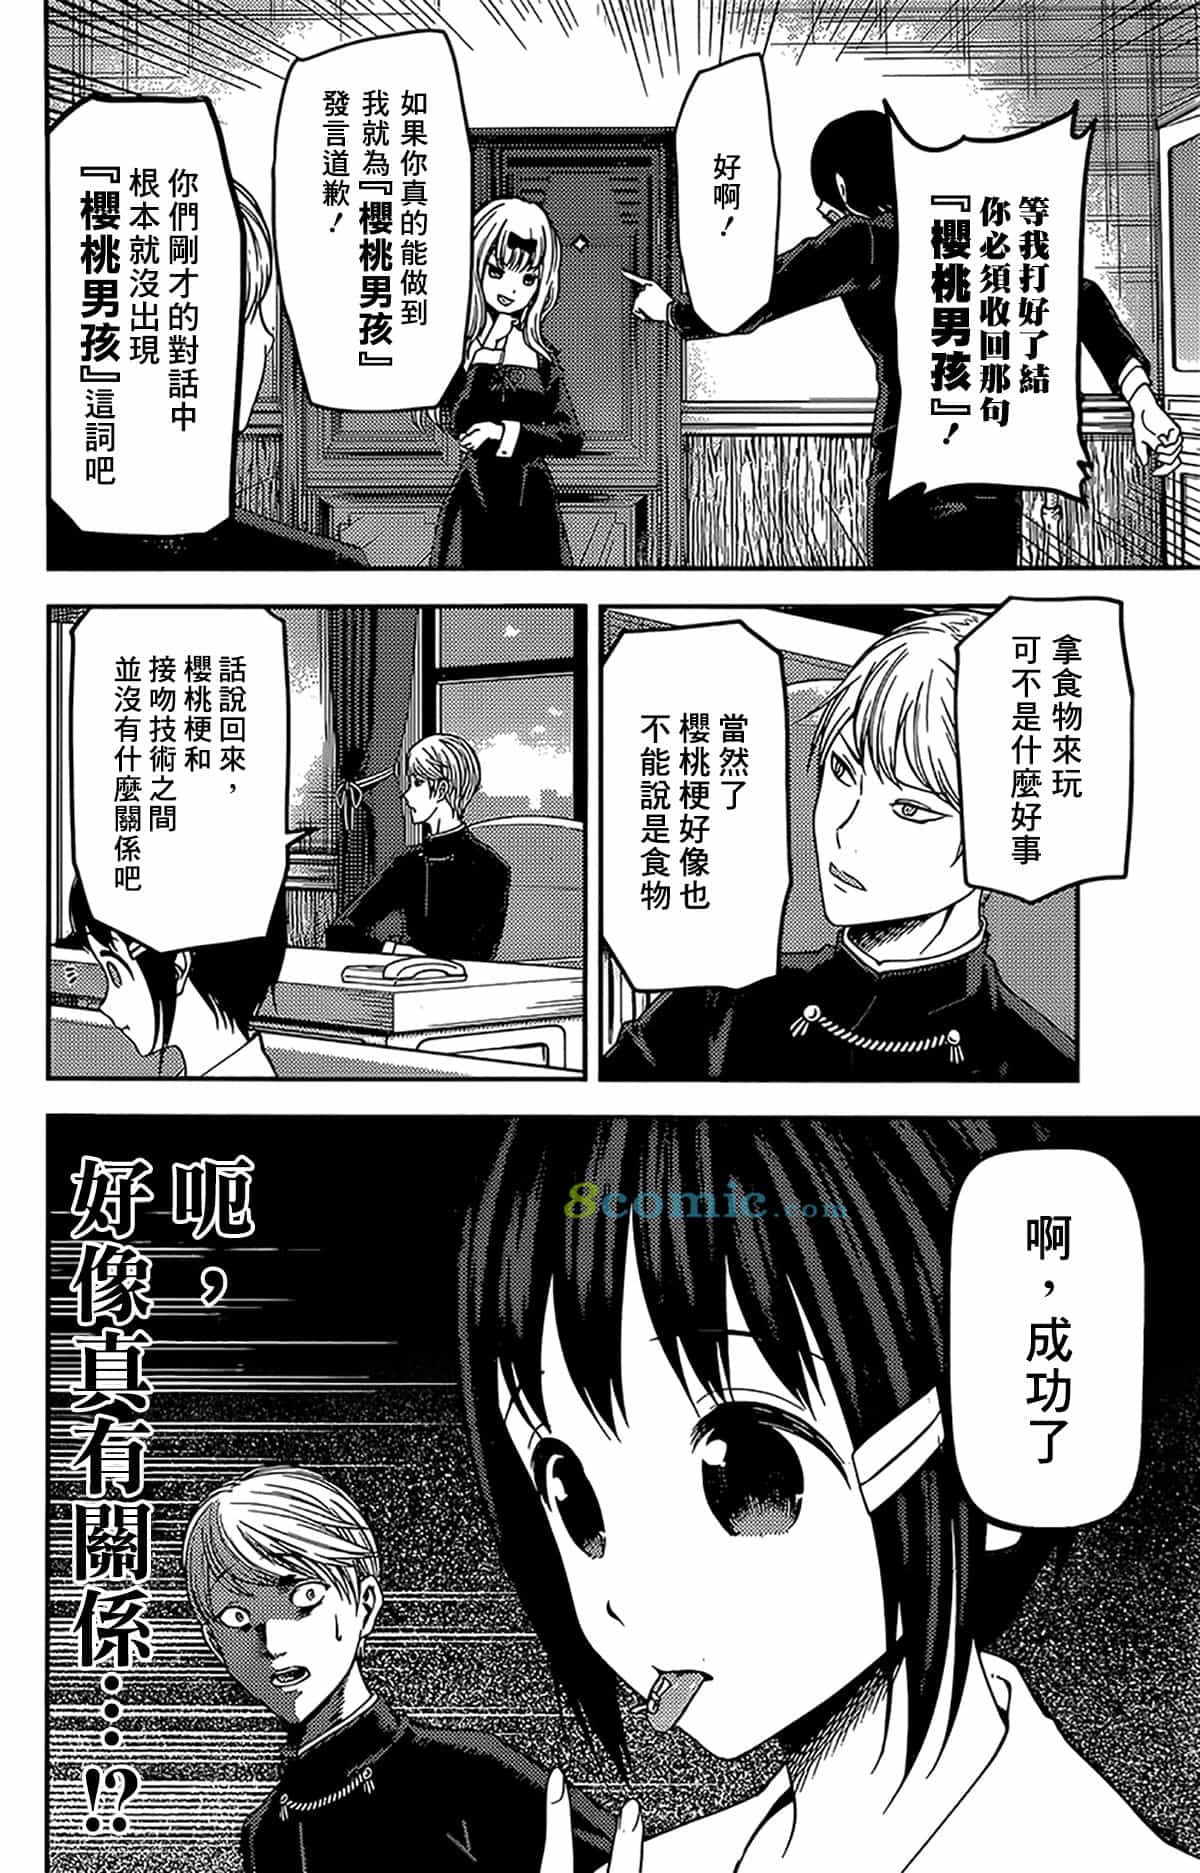 等我打好了結
你必須收回那句
『櫻桃男孩』！
好啊！
如果你真的能做到
我就為『櫻桃男孩』
發言道歉！
你們剛才的對話中
根本就沒出現
『櫻桃男孩』這詞吧
拿食物來玩
可不是什麼好事
當然了
櫻桃梗好像也
不能說是食物
話說回來，
櫻桃梗和
接吻技術之間
並沒有什麼關係吧
啊，成功了
8comic.com
呃，
好像真有關係……!?